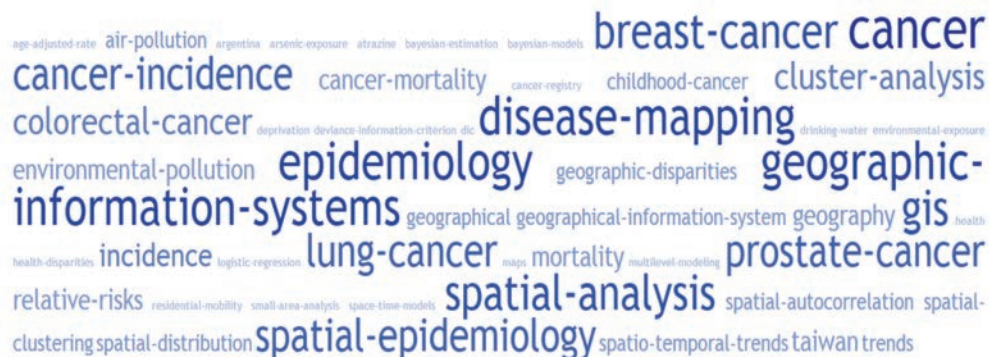 age-adjusted-rate air-pollution argentina arsenic-exposure atrazine bayesian-estimation bayesian-models breast-cancer cancer
cancer-incidence cancer-mortality cancer-registry childhood-cancer cluster-analysis
colorectal-cancer deprivation deviance-information-criterion dic disease-mapping drinking-water environmental-exposure
environmental-pollution epidemiology geographic-disparities geographic-
information-systems geographical geographical-information-system geography gis health
health-disparities incidence logistic-regression lung-cancer maps mortality multilevel-modeling prostate-cancer
relative-risks residential-mobility small-area-analysis space-time-models spatial-analysis spatial-autocorrelation spatial-
clustering spatial-distribution spatial-epidemiology spatio-temporal-trends taiwan trends